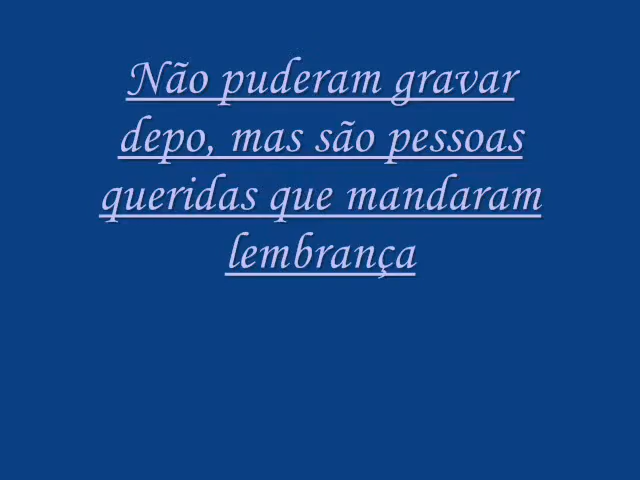 Não puderam gravar
depo, mas são pessoas
queridas que mandaram
lembrança